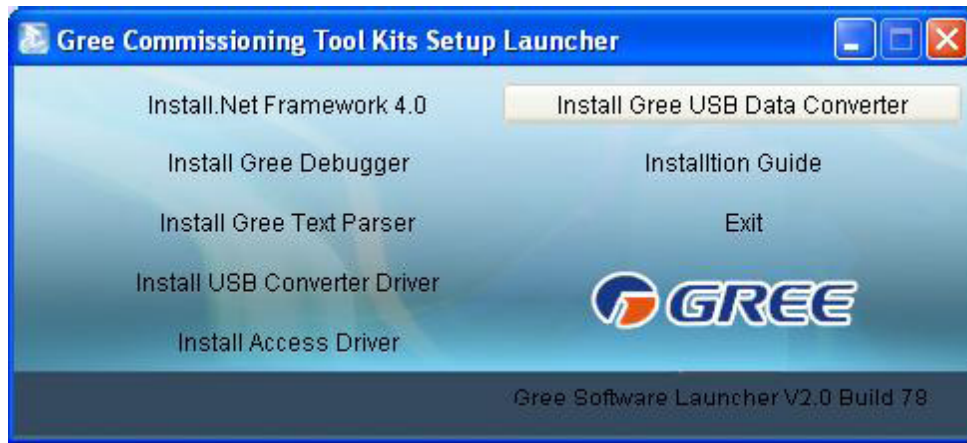 Gree Commissioning Tool Kits Setup Launcher
Install.Net Framework 4.0
Install Gree Debugger
Install Gree Text Parser
Install USB Converter Driver
Install Access Driver
Install Gree USB Data Converter
Installtion Guide
Exit
GREE
Gree Software Launcher V2.0 Build 78